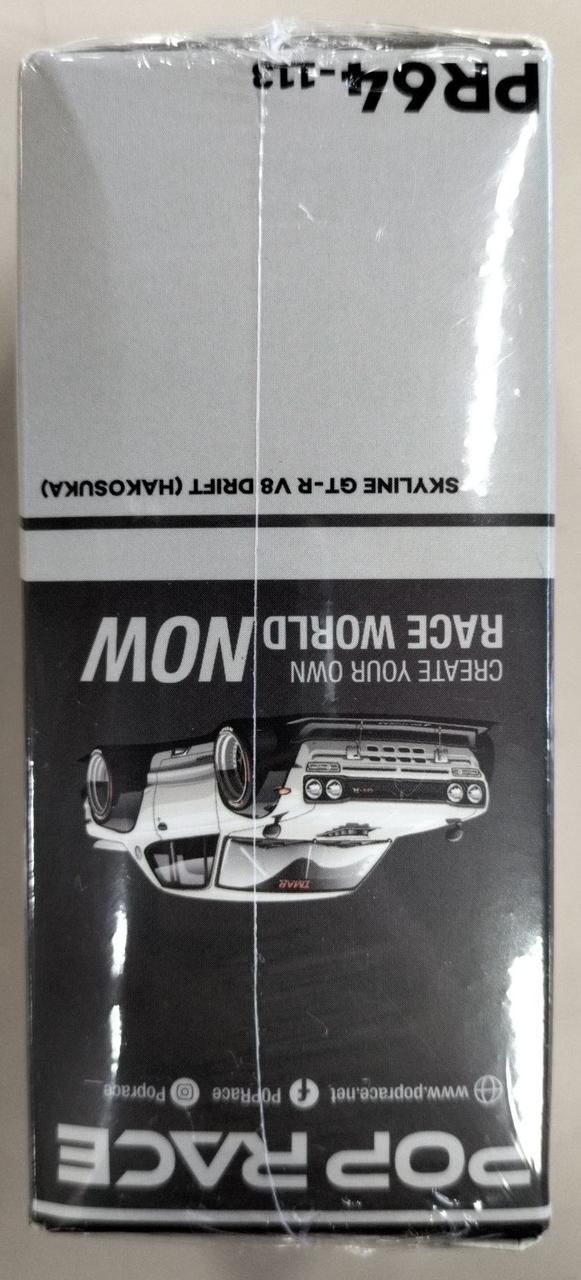 POP RACE
www.poprace.net POPRace Poprace
GT-R
CREATE YOUR OWN
RACE WORLD NOW
SKYLINE GT-R V8 DRIFT (HAKOSUKA)
PR64-113